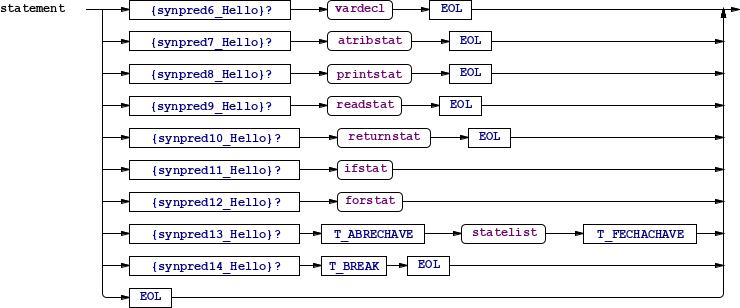 statement {synpred6_Hello}? vardecl EOL
{synpred7_Hello}? atribstat EOL
{synpred8_Hello}? printstat EOL
{synpred9_Hello}? readstat EOL
{synpred10_Hello}? returnstat EOL
{synpred11_Hello}? ifstat
{synpred12_Hello}? forstat
{synpred13_Hello}? T_ABRECHAVE statelist T_FECHACHAVE
{synpred14_Hello}? T_BREAK EOL
EOL